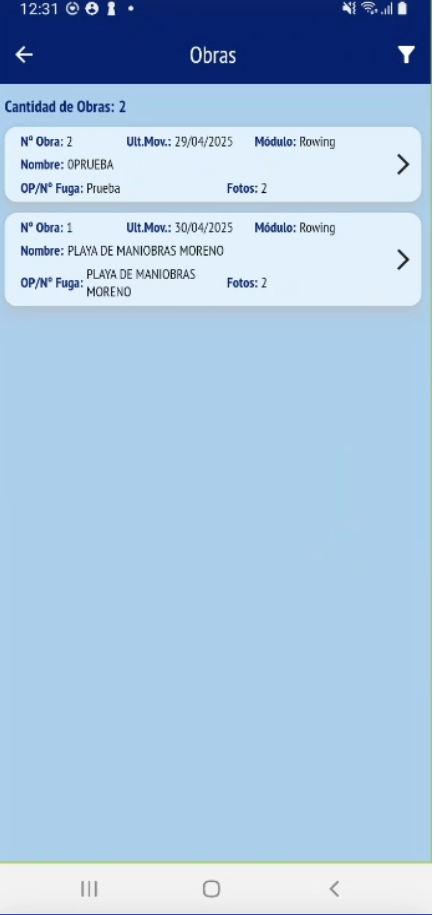 12:31
Obras
Cantidad de Obras: 2
Nº Obra: 2 Ult.Mov.: 29/04/2025 Módulo: Rowing
Nombre: OPRUEBA
OP/Nº Fuga: Prueba Fotos: 2
Nº Obra: 1 Ult.Mov.: 30/04/2025 Módulo: Rowing
Nombre: PLAYA DE MANIOBRAS MORENO
OP/Nº Fuga: PLAYA DE MANIOBRAS MORENO Fotos: 2